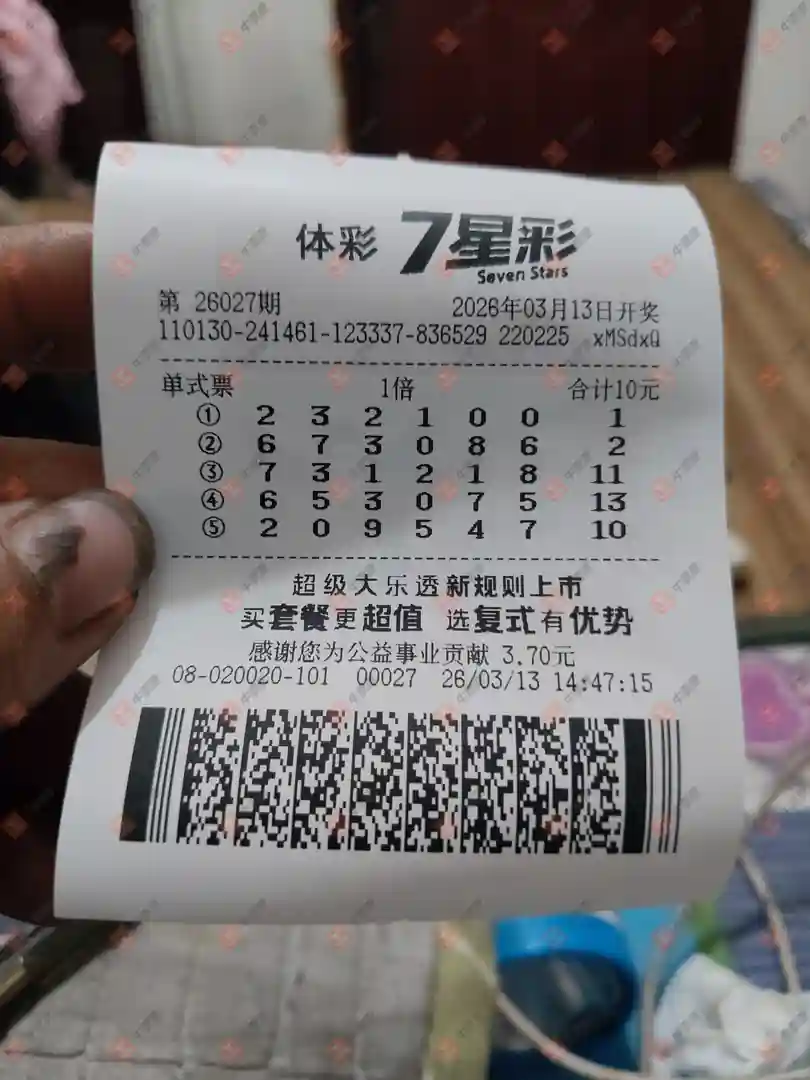 体彩 7星彩
Seven Stars
第 26027期 2026年03月13日开奖
110130-241461-123337-836529 220225 xMSdxQ
单式票 1倍 合计10元
① 2 3 2 1 0 0 1
② 6 7 3 0 8 6 2
③ 7 3 1 2 1 8 11
④ 6 5 3 0 7 5 13
⑤ 2 0 9 5 4 7 10
超级大乐透新规则上市
买套餐更超值 选复式有优势
感谢您为公益事业贡献 3.70元
08-020020-101 00027 26/03/13 14:47:15